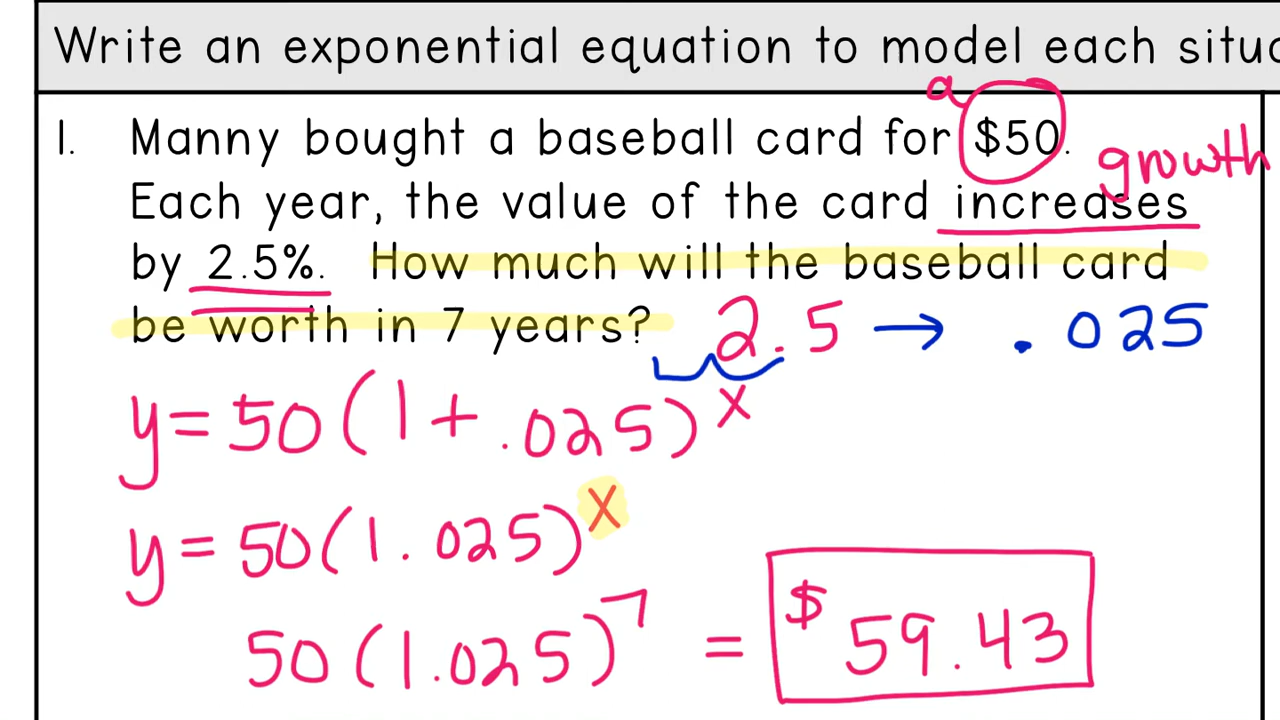 Write an exponential equation to model each situa
a
1. Manny bought a baseball card for $50.
growth
Each year, the value of the card increases
by 2.5%. How much will the baseball card
be worth in 7 years?
2.5 → .025
y=50(1+.025)^x
y=50(1.025)^x
50(1.025)^7 = $59.43